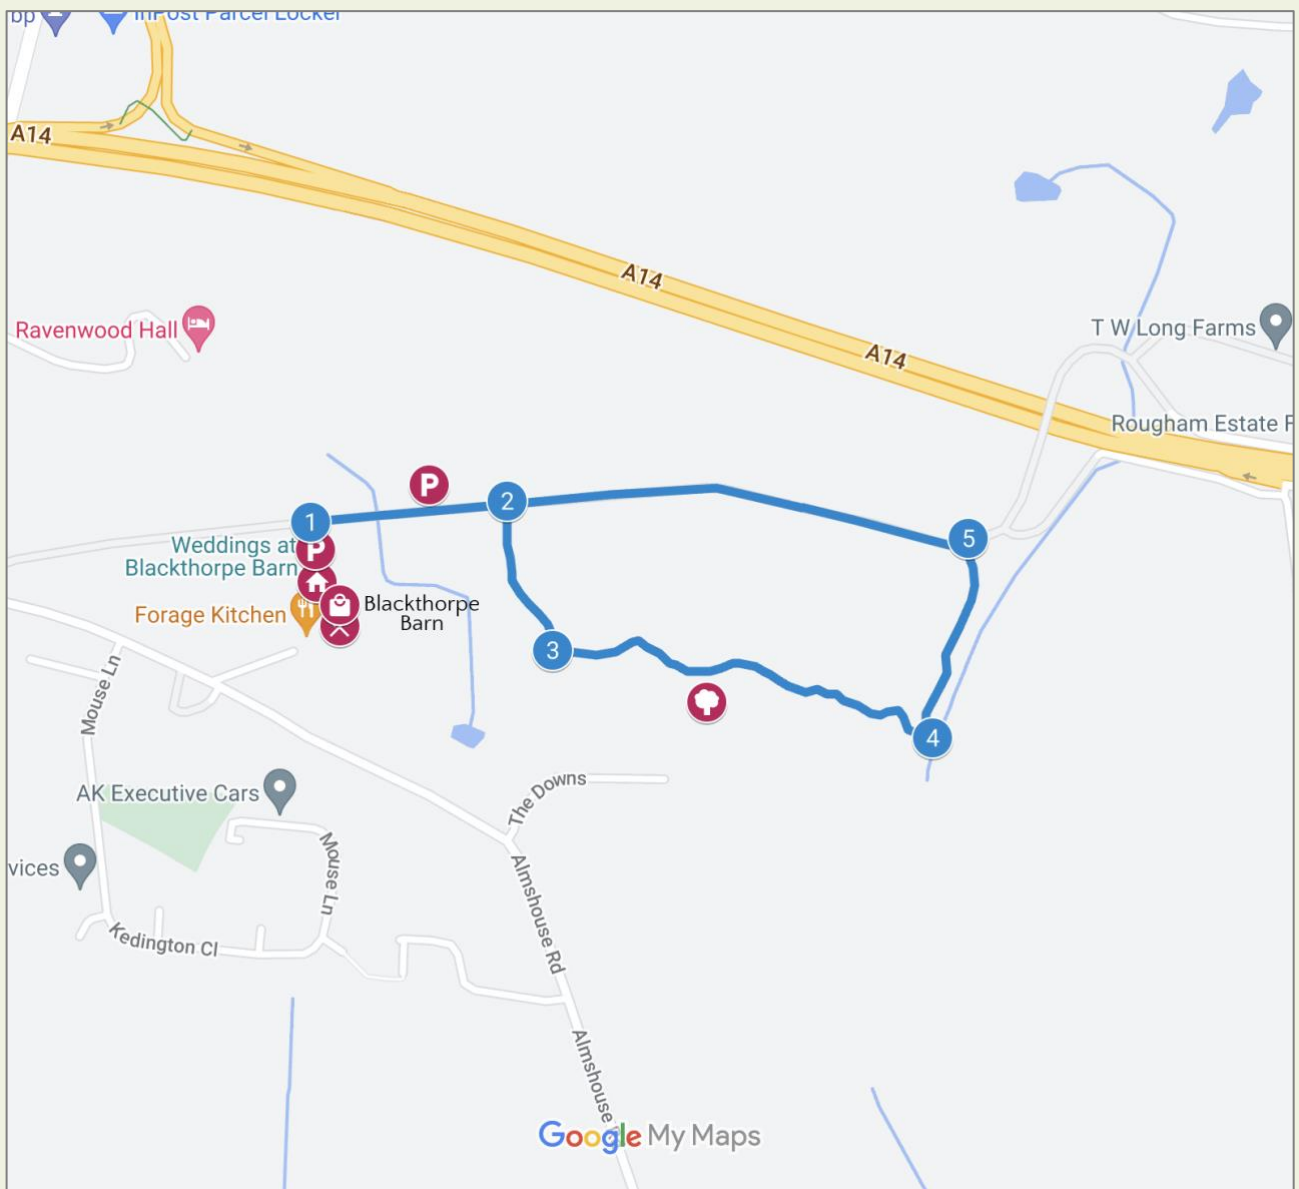 bp
InPost Parcel Locker
A14
A14
Ravenwood Hall
T W Long Farms
A14
Rougham Estate F
P
2
1
5
Weddings at
Blackthorpe Barn
P
Forage Kitchen
Blackthorpe
Barn
3
Mouse Ln
4
The Downs
AK Executive Cars
Mouse Ln
vices
Almshouse Rd
Kedington Cl
Almshouse
Google My Maps